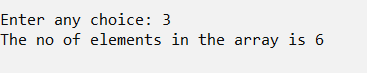 Enter any choice: 3
The no of elements in the array is 6